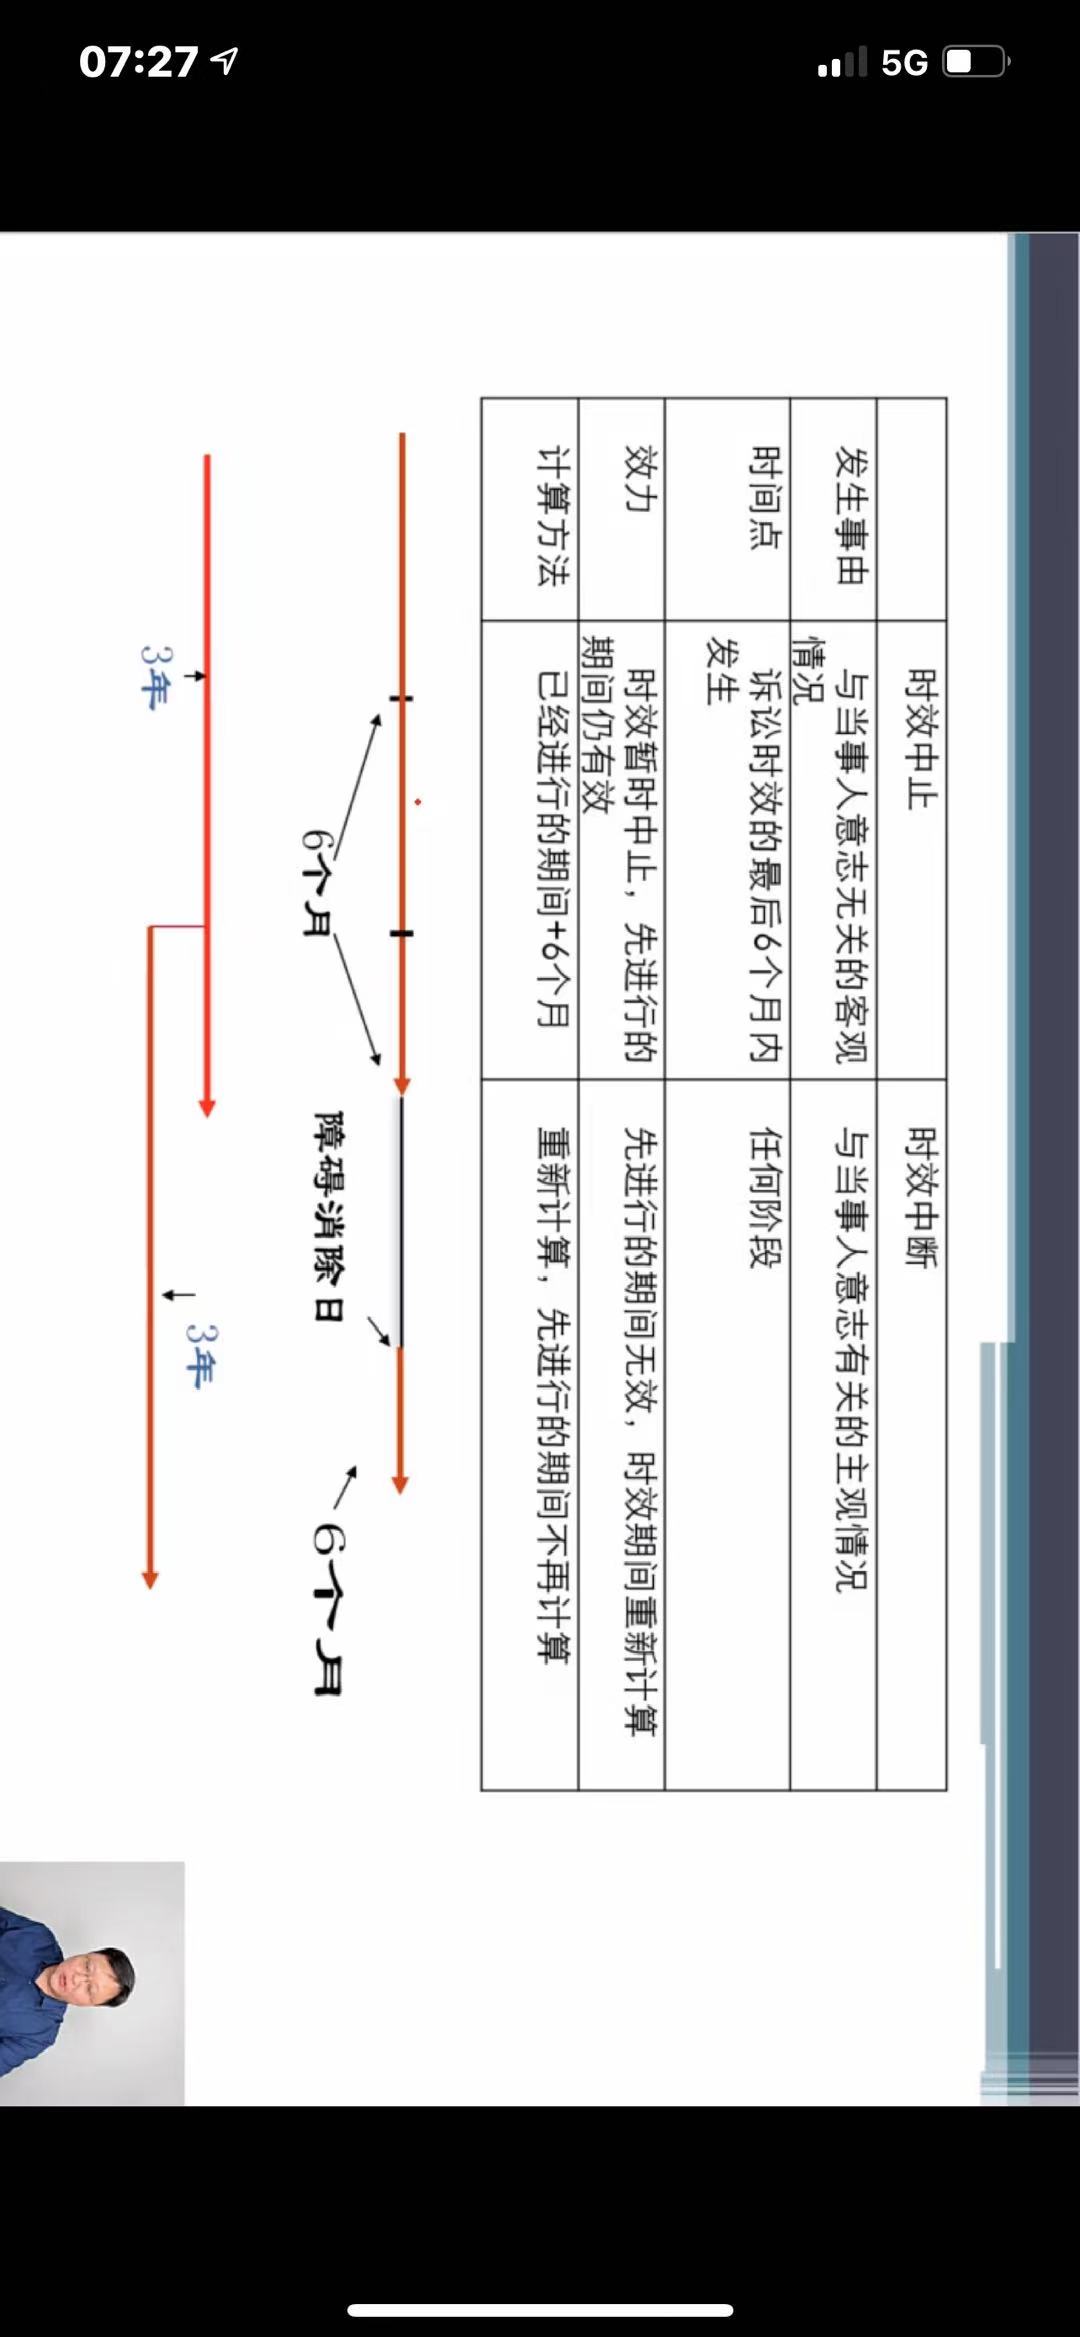 07:27
5G
时效中止
时效中断
发生事由
与当事人意志无关的客观
情况
与当事人意志有关的主观情况
时间点
诉讼时效的最后6个月内
发生
任何阶段
效力
时效暂时中止，先进行的
期间仍有效
先进行的期间无效，时效期间重新计算
计算方法
已经进行的期间+6个月
重新计算，先进行的期间不再计算
6个月
障碍消除日
6个月
3年
3年